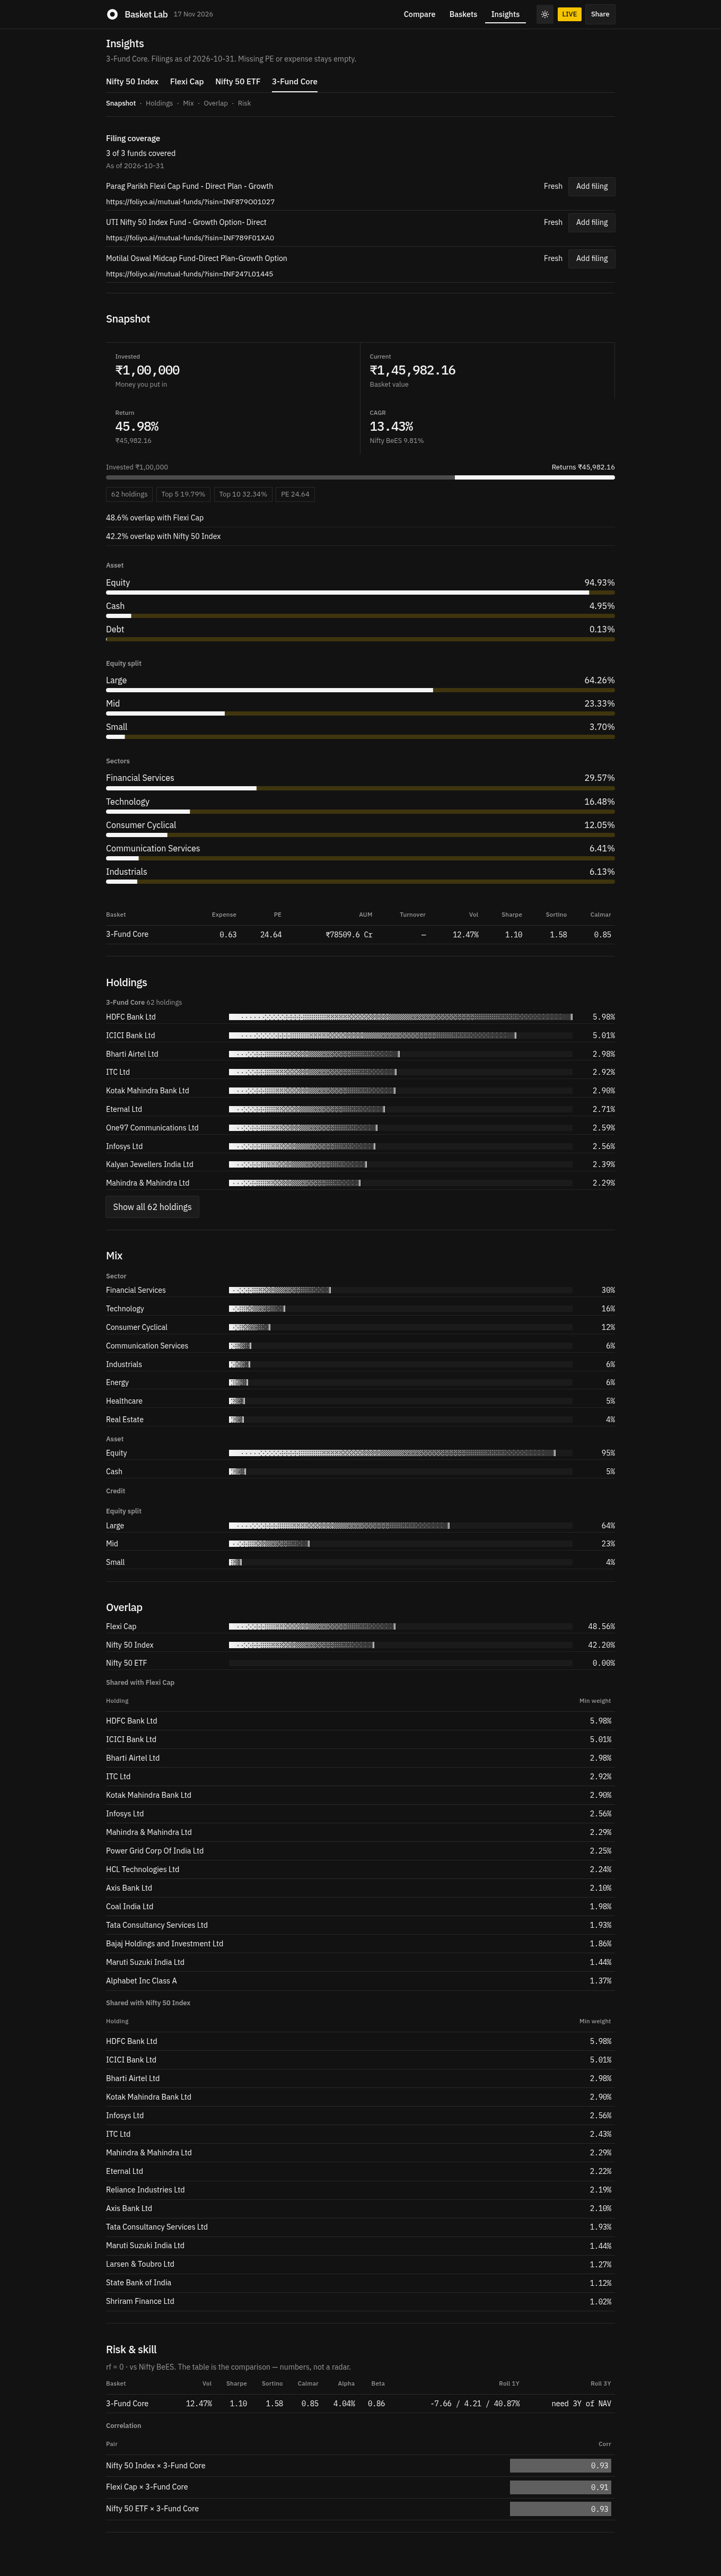 Basket Lab 17 Nov 2026 Compare Baskets Insights LIVE Share
Insights
3-Fund Core. Filings as of 2026-10-31. Missing PE or expense stays empty.
Nifty 50 Index Flexi Cap Nifty 50 ETF 3-Fund Core
Snapshot · Holdings · Mix · Overlap · Risk
Filing coverage
3 of 3 funds covered
As of 2026-10-31
Parag Parikh Flexi Cap Fund - Direct Plan - Growth Fresh Add filing
https://foliyo.ai/mutual-funds/?isin=INF879O01027
UTI Nifty 50 Index Fund - Growth Option- Direct Fresh Add filing
https://foliyo.ai/mutual-funds/?isin=INF789F01XA0
Motilal Oswal Midcap Fund-Direct Plan-Growth Option Fresh Add filing
https://foliyo.ai/mutual-funds/?isin=INF247L01445
Snapshot
Invested Current
₹1,00,000 ₹1,45,982.16
Money you put in Basket value
Return CAGR
45.98% 13.43%
₹45,982.16 Nifty BeES 9.81%
Invested ₹1,00,000 Returns ₹45,982.16
62 holdings Top 5 19.79% Top 10 32.34% PE 24.64
48.6% overlap with Flexi Cap
42.2% overlap with Nifty 50 Index
Asset
Equity 94.93%
Cash 4.95%
Debt 0.13%
Equity split
Large 64.26%
Mid 23.33%
Small 3.70%
Sectors
Financial Services 29.57%
Technology 16.48%
Consumer Cyclical 12.05%
Communication Services 6.41%
Industrials 6.13%
Basket Expense PE AUM Turnover Vol Sharpe Sortino Calmar
3-Fund Core 0.63 24.64 ₹78509.6 Cr — 12.47% 1.10 1.58 0.85
Holdings
3-Fund Core 62 holdings
HDFC Bank Ltd 5.98%
ICICI Bank Ltd 5.01%
Bharti Airtel Ltd 2.98%
ITC Ltd 2.92%
Kotak Mahindra Bank Ltd 2.90%
Eternal Ltd 2.71%
One97 Communications Ltd 2.59%
Infosys Ltd 2.56%
Kalyan Jewellers India Ltd 2.39%
Mahindra & Mahindra Ltd 2.29%
Show all 62 holdings
Mix
Sector
Financial Services 30%
Technology 16%
Consumer Cyclical 12%
Communication Services 6%
Industrials 6%
Energy 6%
Healthcare 5%
Real Estate 4%
Asset
Equity 95%
Cash 5%
Credit
Equity split
Large 64%
Mid 23%
Small 4%
Overlap
Flexi Cap 48.56%
Nifty 50 Index 42.20%
Nifty 50 ETF 0.00%
Shared with Flexi Cap
Holding Min weight
HDFC Bank Ltd 5.98%
ICICI Bank Ltd 5.01%
Bharti Airtel Ltd 2.98%
ITC Ltd 2.92%
Kotak Mahindra Bank Ltd 2.90%
Infosys Ltd 2.56%
Mahindra & Mahindra Ltd 2.29%
Power Grid Corp Of India Ltd 2.25%
HCL Technologies Ltd 2.24%
Axis Bank Ltd 2.10%
Coal India Ltd 1.98%
Tata Consultancy Services Ltd 1.93%
Bajaj Holdings and Investment Ltd 1.86%
Maruti Suzuki India Ltd 1.44%
Alphabet Inc Class A 1.37%
Shared with Nifty 50 Index
Holding Min weight
HDFC Bank Ltd 5.98%
ICICI Bank Ltd 5.01%
Bharti Airtel Ltd 2.98%
Kotak Mahindra Bank Ltd 2.90%
Infosys Ltd 2.56%
ITC Ltd 2.43%
Mahindra & Mahindra Ltd 2.29%
Eternal Ltd 2.22%
Reliance Industries Ltd 2.19%
Axis Bank Ltd 2.10%
Tata Consultancy Services Ltd 1.93%
Maruti Suzuki India Ltd 1.44%
Larsen & Toubro Ltd 1.27%
State Bank of India 1.12%
Shriram Finance Ltd 1.02%
Risk & skill
rf = 0 · vs Nifty BeES. The table is the comparison — numbers, not a radar.
Basket Vol Sharpe Sortino Calmar Alpha Beta Roll 1Y Roll 3Y
3-Fund Core 12.47% 1.10 1.58 0.85 4.04% 0.86 -7.66 / 4.21 / 40.87% need 3Y of NAV
Correlation
Pair Corr
Nifty 50 Index × 3-Fund Core 0.93
Flexi Cap × 3-Fund Core 0.91
Nifty 50 ETF × 3-Fund Core 0.93